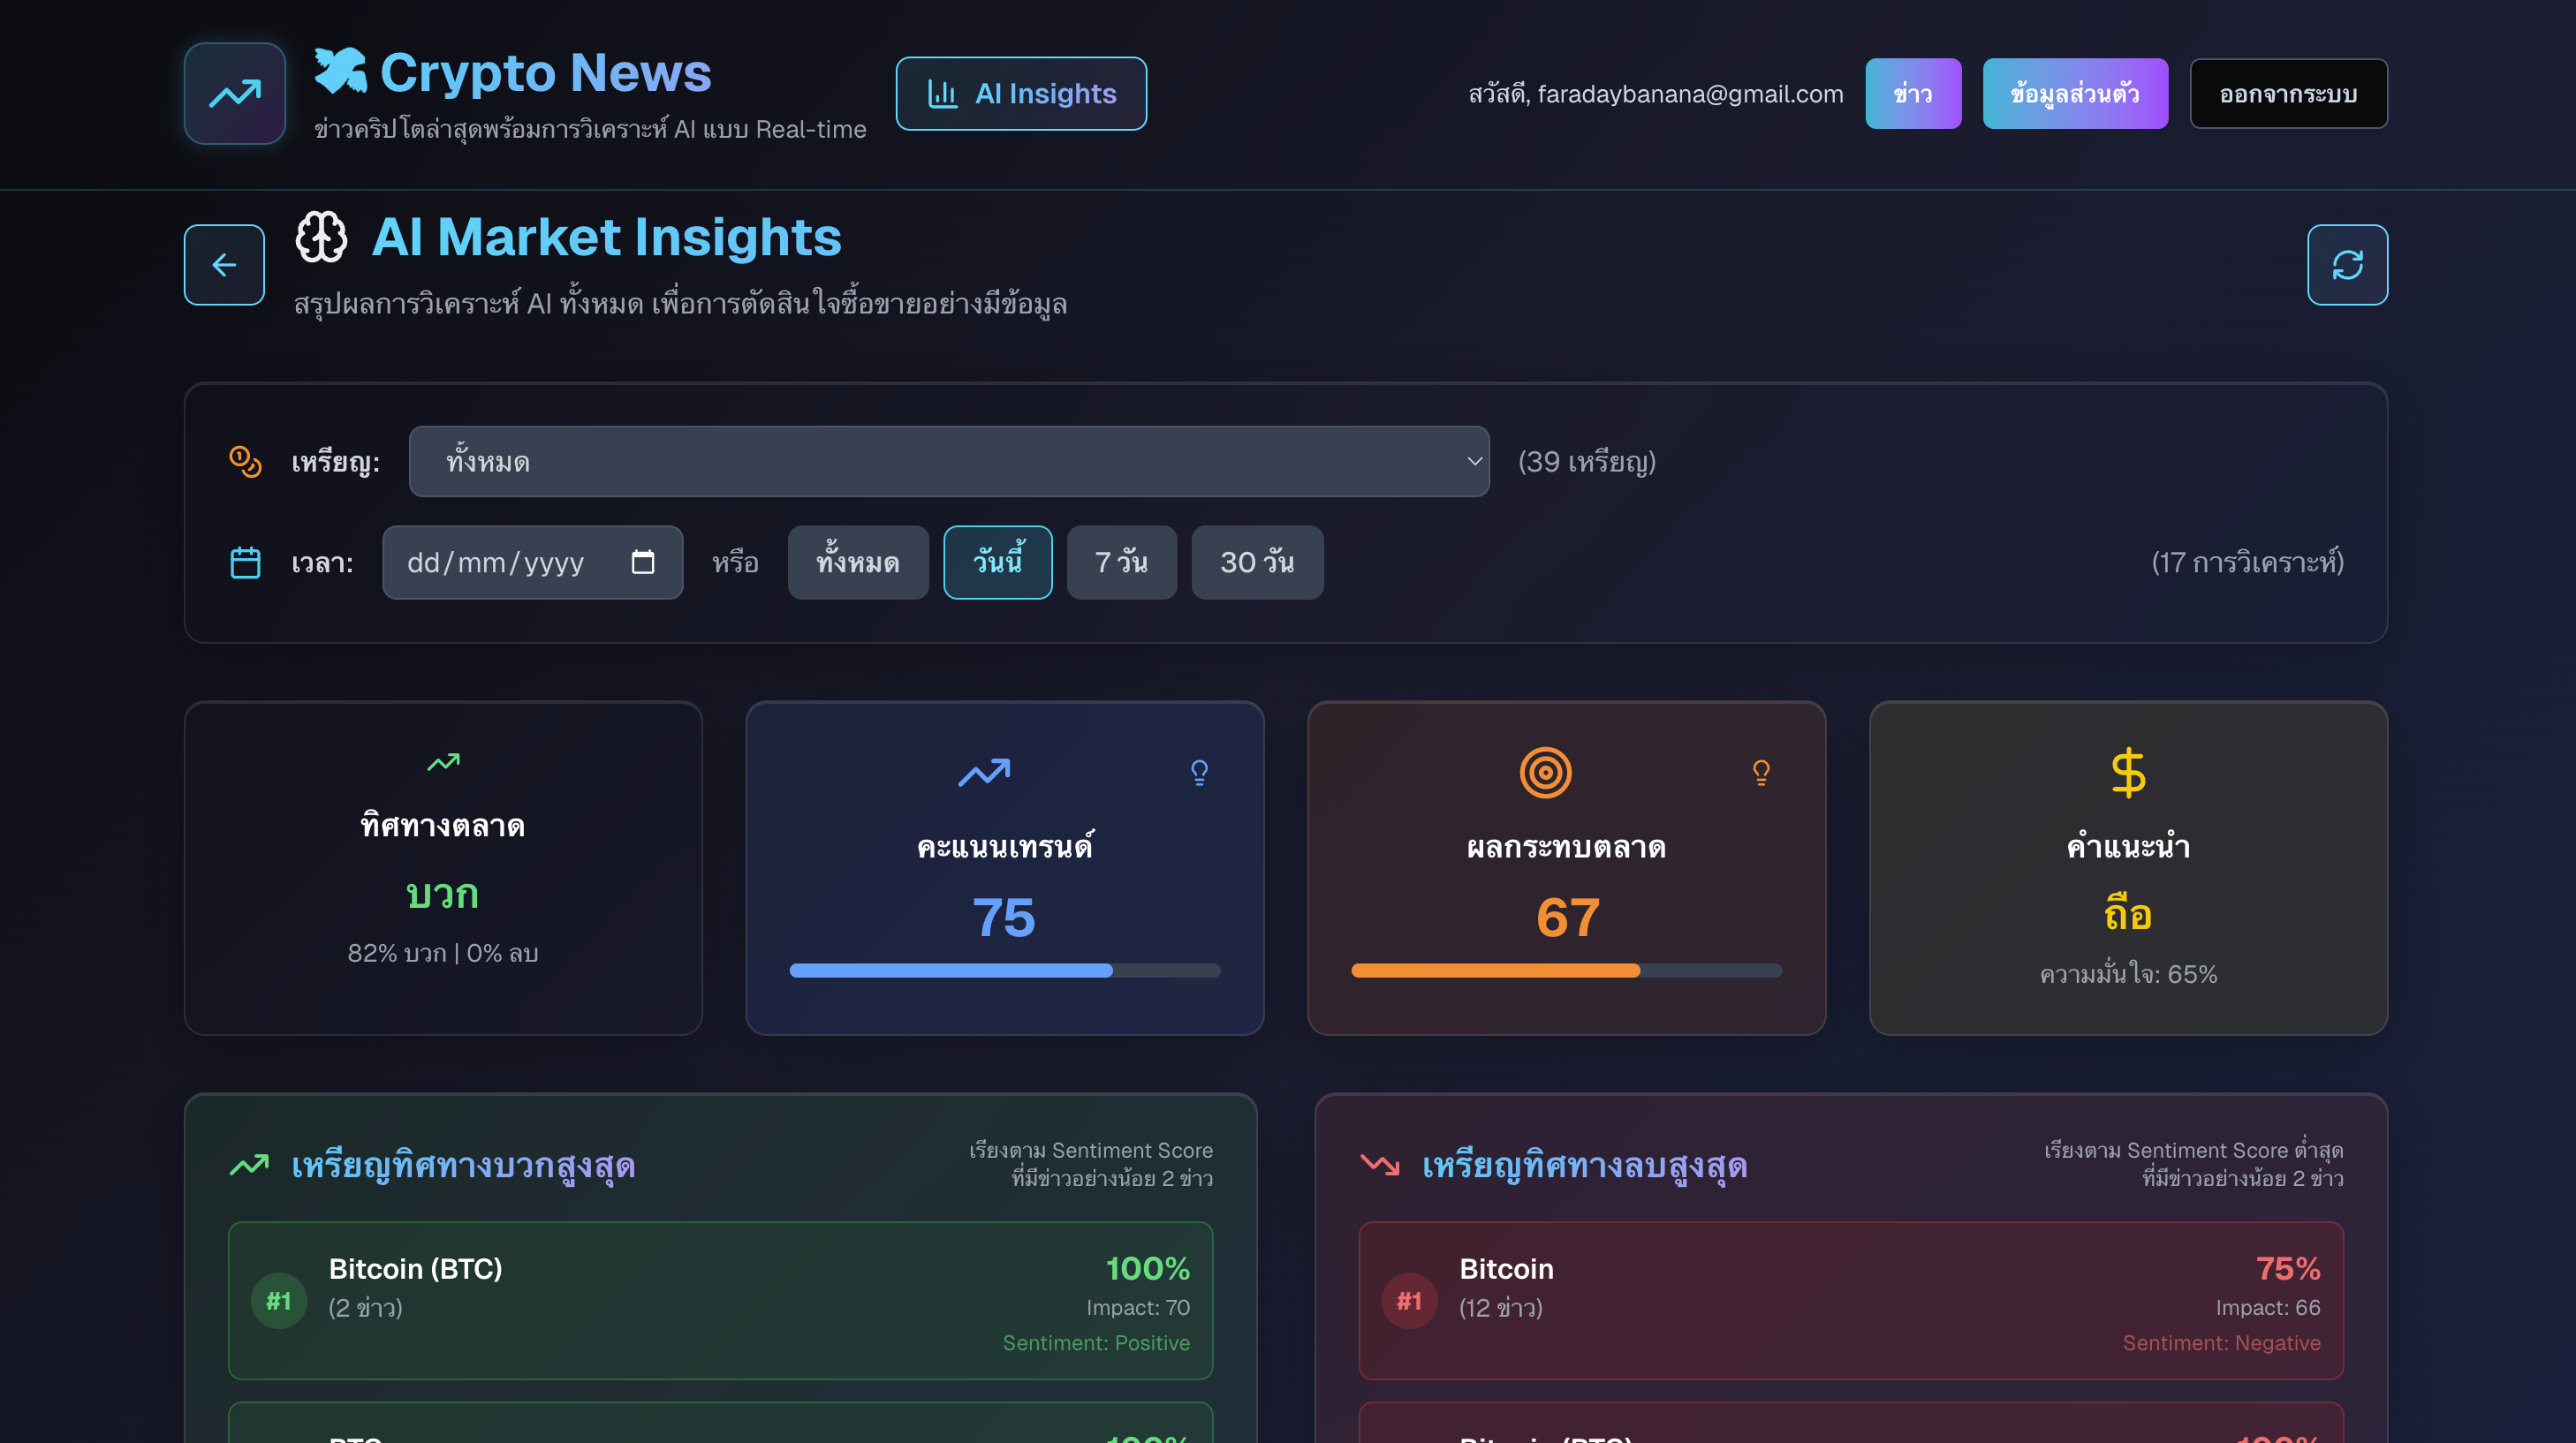 Crypto News
ข่าวคริปโตล่าสุดพร้อมการวิเคราะห์ AI แบบ Real-time
AI Insights
สวัสดี, faradaybanana@gmail.com
ข่าว
ข้อมูลส่วนตัว
ออกจากระบบ
AI Market Insights
สรุปผลการวิเคราะห์ AI ทั้งหมด เพื่อการตัดสินใจซื้อขายอย่างมีข้อมูล
เหรียญ:
ทั้งหมด
(39 เหรียญ)
เวลา:
dd/mm/yyyy
หรือ
ทั้งหมด
วันนี้
7 วัน
30 วัน
(17 การวิเคราะห์)
ทิศทางตลาด
บวก
82% บวก | 0% ลบ
คะแนนเทรนด์
75
ผลกระทบตลาด
67
คำแนะนำ
ถือ
ความมั่นใจ: 65%
เหรียญทิศทางบวกสูงสุด
เรียงตาม Sentiment Score
ที่มีข่าวอย่างน้อย 2 ข่าว
#1
Bitcoin (BTC)
(2 ข่าว)
100%
Impact: 70
Sentiment: Positive
BTC
100%
เหรียญทิศทางลบสูงสุด
เรียงตาม Sentiment Score ต่ำสุด
ที่มีข่าวอย่างน้อย 2 ข่าว
#1
Bitcoin
(12 ข่าว)
75%
Impact: 66
Sentiment: Negative
Bitcoin (BTC)
100%